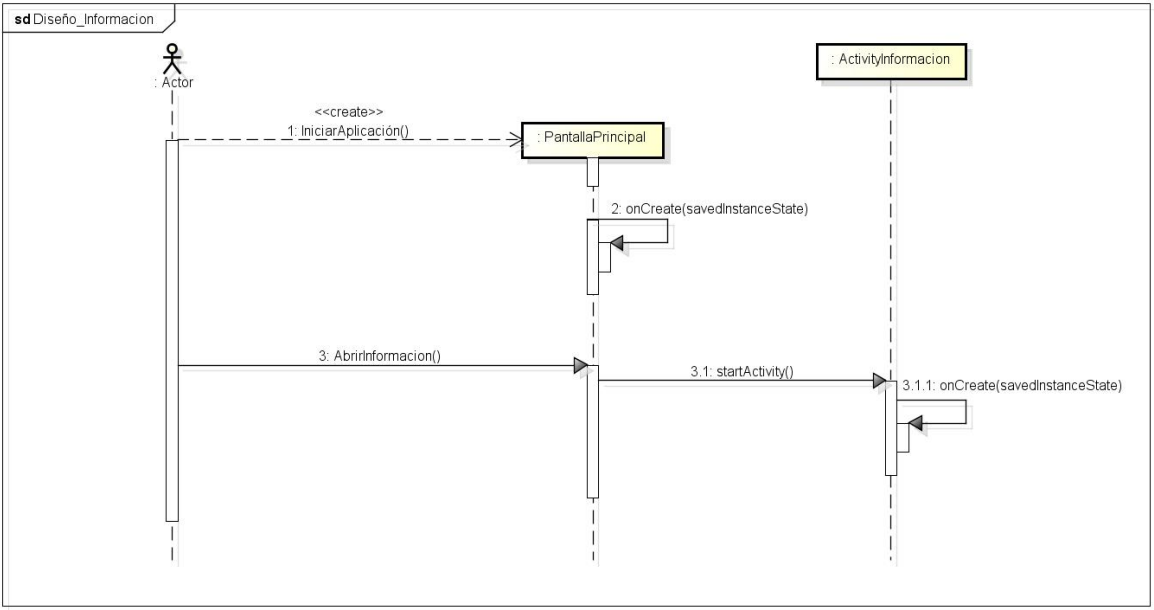 sd Diseño_Informacion
: Actor
: ActivityInformacion
<<create>>
1: IniciarAplicación()
: PantallaPrincipal
2: onCreate(savedInstanceState)
3: AbrirInformacion()
3.1: startActivity()
3.1.1: onCreate(savedInstanceState)